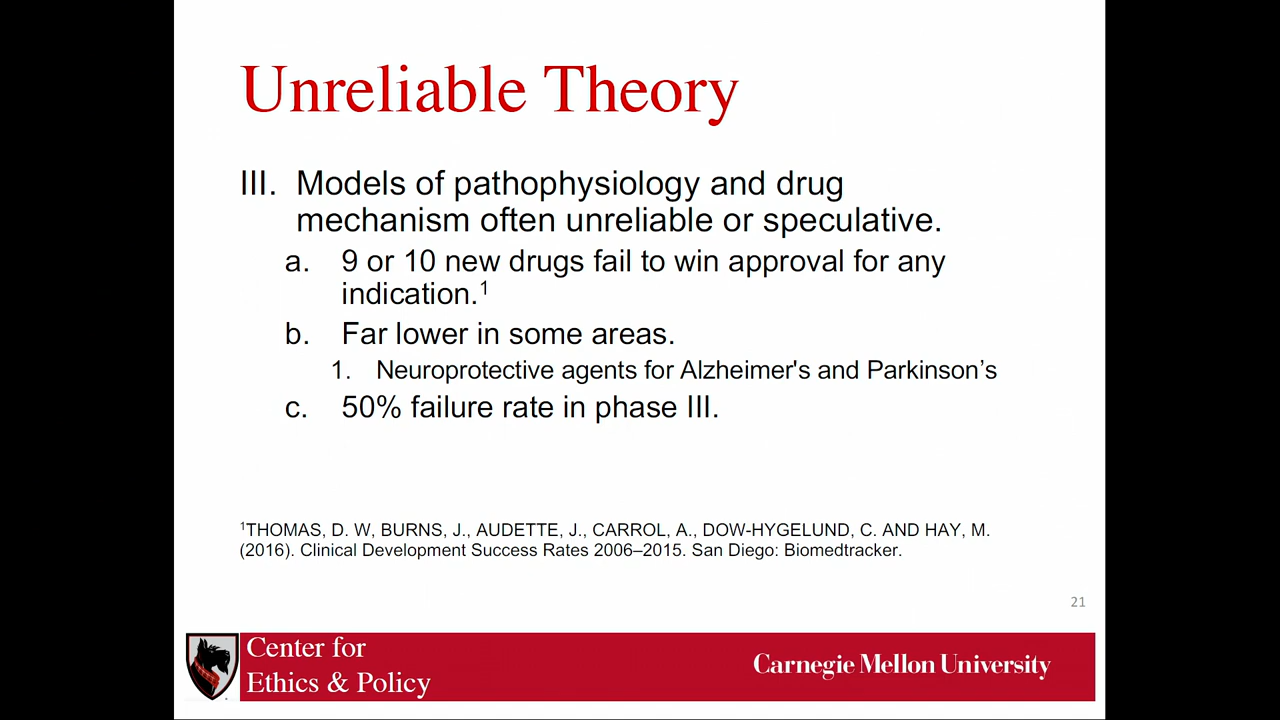 Unreliable Theory
III. Models of pathophysiology and drug
mechanism often unreliable or speculative.
a. 9 or 10 new drugs fail to win approval for any
indication.¹
b. Far lower in some areas.
1. Neuroprotective agents for Alzheimer's and Parkinson’s
c. 50% failure rate in phase III.
¹THOMAS, D. W, BURNS, J., AUDETTE, J., CARROL, A., DOW-HYGELUND, C. AND HAY, M.
(2016). Clinical Development Success Rates 2006–2015. San Diego: Biomedtracker.
21
Center for
Ethics & Policy
Carnegie Mellon University